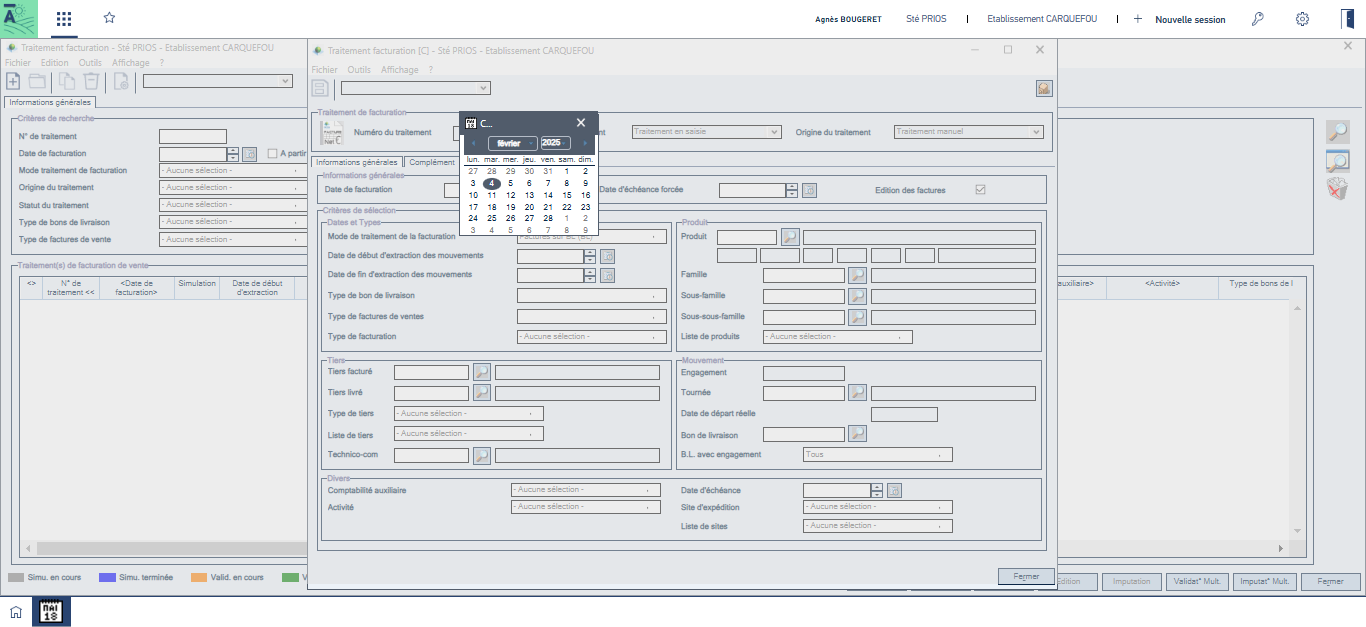 Agnès BOUGERET Sté PRIOS | Etablissement CARQUEFOU | + Nouvelle session
Traitement facturation - Sté PRIOS - Etablissement CARQUEFOU
Fichier Edition Outils Affichage ?
Informations générales
Critères de recherche
N° de traitement
Date de facturation A partir
Mode traitement de facturation - Aucune sélection -
Origine du traitement - Aucune sélection -
Statut du traitement - Aucune sélection -
Type de bons de livraison - Aucune sélection -
Type de factures de vente - Aucune sélection -
Traitement(s) de facturation de vente
<> N° de traitement << <Date de facturation> Simulation Date de début d'extraction
auxiliaire> <Activité> Type de bons de l
Traitement facturation [C] - Sté PRIOS - Etablissement CARQUEFOU
Fichier Outils Affichage ?
Traitement de facturation
Numéro du traitement nt Traitement en saisie Origine du traitement Traitement manuel
Informations générales Complément
Informations générales
Date de facturation Date d'échéance forcée Edition des factures
C...
février 2025
lun. mar. mer. jeu. ven. sam. dim.
27 28 29 30 31 1 2
3 4 5 6 7 8 9
10 11 12 13 14 15 16
17 18 19 20 21 22 23
24 25 26 27 28 1 2
3 4 5 6 7 8 9
Critères de sélection
Dates et Types
Mode de traitement de la facturation Factures sur BL (BL)
Date de début d'extraction des mouvements
Date de fin d'extraction des mouvements
Type de bon de livraison
Type de factures de ventes
Type de facturation - Aucune sélection -
Produit
Produit
Famille
Sous-famille
Sous-sous-famille
Liste de produits - Aucune sélection -
Tiers
Tiers facturé
Tiers livré
Type de tiers - Aucune sélection -
Liste de tiers - Aucune sélection -
Technico-com
Mouvement
Engagement
Tournée
Date de départ réelle
Bon de livraison
B.L. avec engagement Tous
Divers
Comptabilité auxiliaire - Aucune sélection -
Activité - Aucune sélection -
Date d'échéance
Site d'expédition - Aucune sélection -
Liste de sites - Aucune sélection -
Fermer
Simu. en cours Simu. terminée Valid. en cours V
Edition Imputation Validat° Mult. Imputat° Mult. Fermer
MAI
18